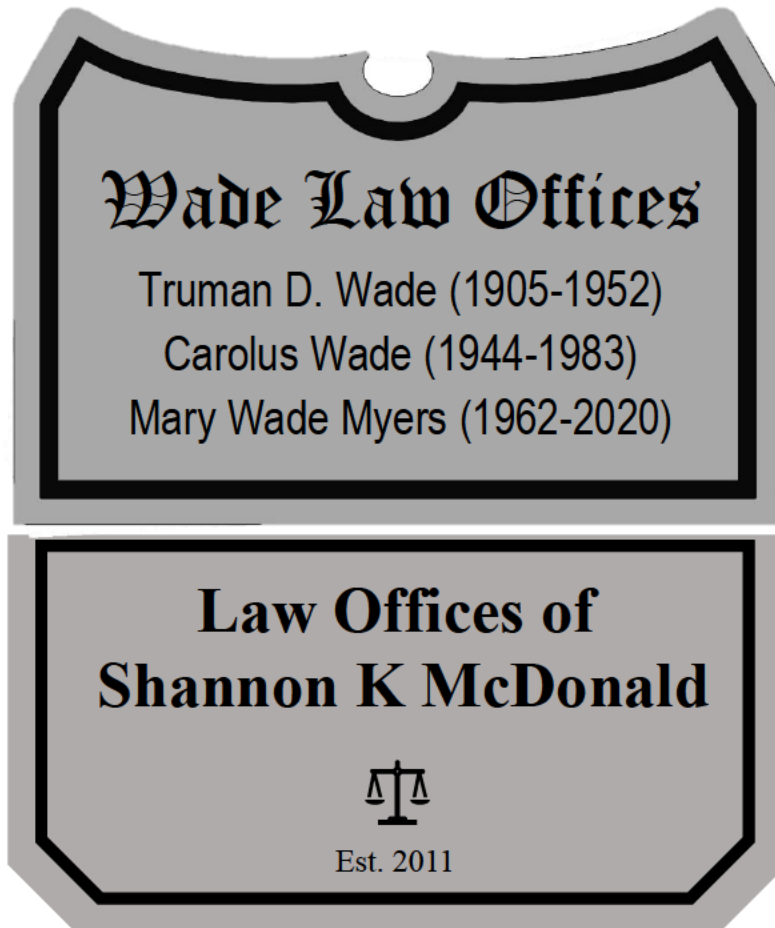 Wade Law Offices
Truman D. Wade (1905-1952)
Carolus Wade (1944-1983)
Mary Wade Myers (1962-2020)
Law Offices of
Shannon K McDonald
Est. 2011